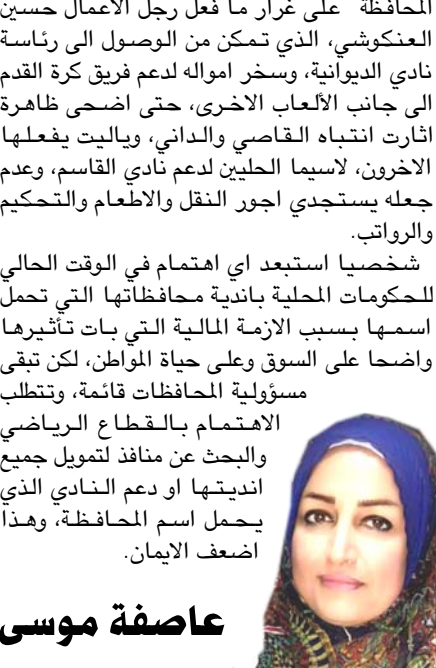 المحافظة على غرار ما فعل رجل الاعمال حسين
العنكوشي، الذي تمكن من الوصول الى رئاسة
نادي الديوانية، وسخر امواله لدعم فريق كرة القدم
الى جانب الألعاب الاخرى، حتى اضحى ظاهرة
اثارت انتباه القاصي والداني، وياليت يفعلها
الاخرون، لاسيما الحليين لدعم نادي القاسم، وعدم
جعله يستجدي اجور النقل والاطعام والتحكيم
والرواتب.
شخصيا استبعد اي اهتمام في الوقت الحالي
للحكومات المحلية باندية محافظاتها التي تحمل
اسمها بسبب الازمة المالية التي بات تأثيرها
واضحا على السوق وعلى حياة المواطن، لكن تبقى
مسؤولية المحافظات قائمة، وتتطلب
الاهتمام بالقطاع الرياضي
والبحث عن منافذ لتمويل جميع
انديتها او دعم النادي الذي
يحمل اسم المحافظة، وهذا
اضعف الايمان.
عاصفة موسى